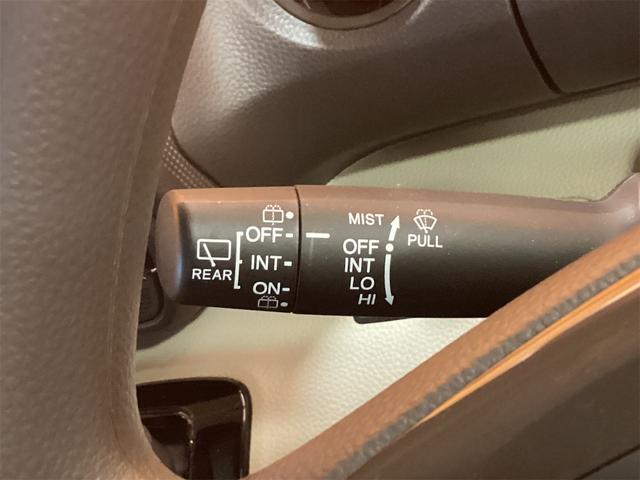 REAR
OFF
INT
ON
MIST
OFF
INT
LO
HI
PULL